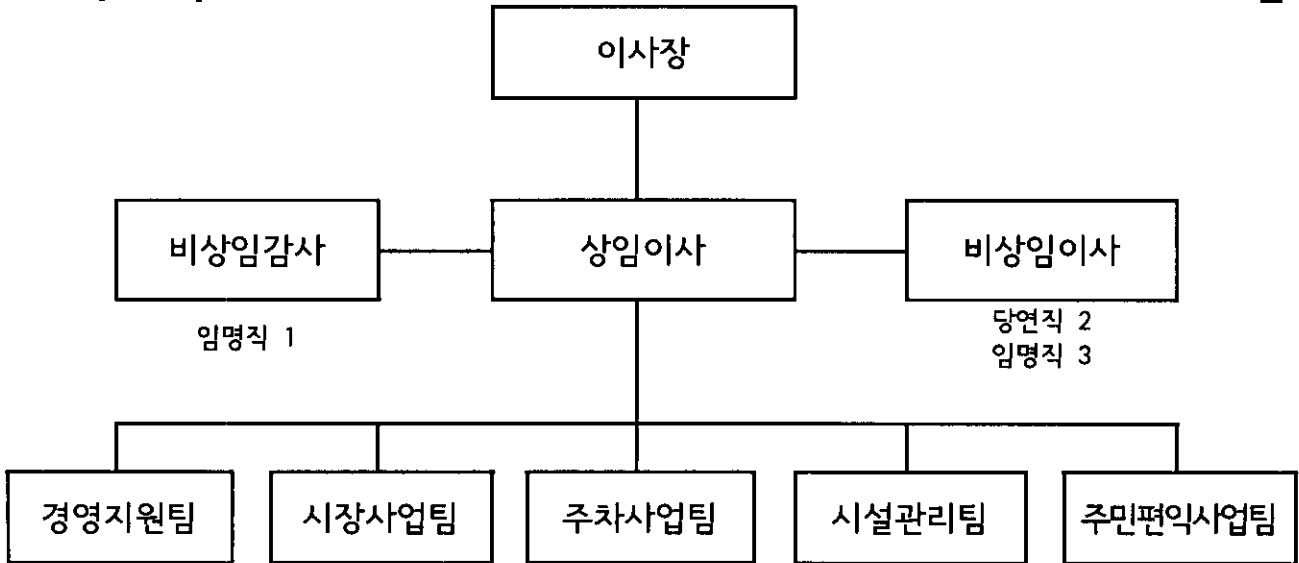 이사장
비상임감사
상임이사
비상임이사
임명직 1
당연직 2
임명직 3
경영지원팀
시장사업팀
주차사업팀
시설관리팀
주민편익사업팀